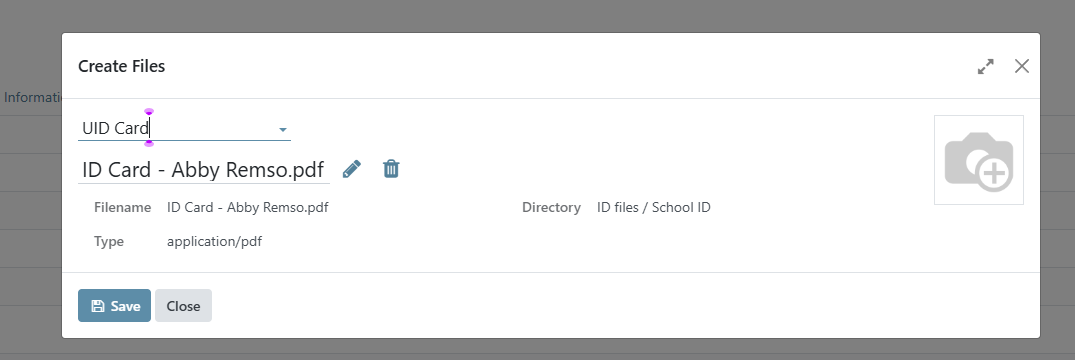 Create Files
Informati
UID Card
ID Card - Abby Remso.pdf
Filename ID Card - Abby Remso.pdf Directory ID files / School ID
Type application/pdf
Save Close